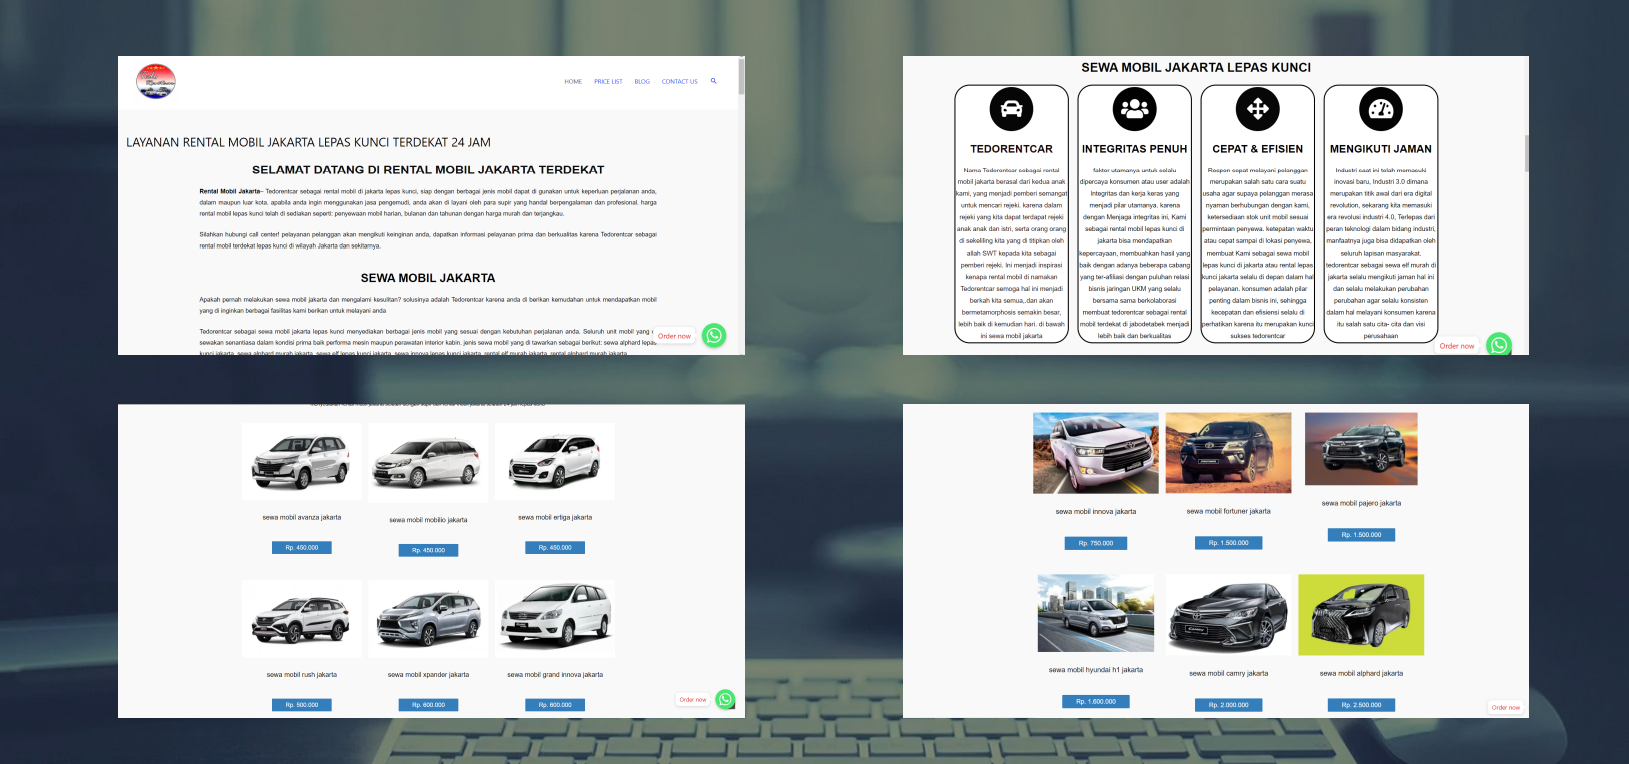 HOME PRICE LIST BLOG CONTACT US
LAYANAN RENTAL MOBIL JAKARTA LEPAS KUNCI TERDEKAT 24 JAM
SELAMAT DATANG DI RENTAL MOBIL JAKARTA TERDEKAT
Rental Mobil Jakarta– Tedorentcar sebagai rental mobil di jakarta lepas kunci, siap dengan berbagai jenis mobil dapat di gunakan untuk keperluan perjalanan anda,
dalam maupun luar kota, apabila anda ingin menggunakan jasa pengemudi, anda akan di layani oleh para supir yang handal berpengalaman dan profesional. harga
rental mobil lepas kunci telah di sediakan seperti: penyewaan mobil harian, bulanan dan tahunan dengan harga murah dan terjangkau.
Silahkan hubungi call center! pelayanan pelanggan akan mengikuti keinginan anda, dapatkan informasi pelayanan prima dan berkualitas karena Tedorentcar sebagai
rental mobil terdekat lepas kunci di wilayah Jakarta dan sekitarnya.
SEWA MOBIL JAKARTA
Apakah pernah melakukan sewa mobil jakarta dan mengalami kesulitan? solusinya adalah Tedorentcar karena anda di berikan kemudahan untuk mendapatkan mobil
yang di inginkan berbagai fasilitas kami berikan untuk melayani anda
Tedorentcar sebagai sewa mobil jakarta lepas kunci menyediakan berbagai jenis mobil yang sesuai dengan kebutuhan perjalanan anda. Seluruh unit mobil yang
sewakan senantiasa dalam kondisi prima baik performa mesin maupun perawatan interior kabin. jenis sewa mobil yang di tawarkan sebagai berikut: sewa alphard lepas
kunci jakarta, sewa alphard murah jakarta, sewa elf lepas kunci jakarta, sewa innova lepas kunci jakarta, rental elf murah jakarta, rental alphard murah jakarta
Order now
SEWA MOBIL JAKARTA LEPAS KUNCI
TEDORENTCAR
Nama Tedorentcar sebagai rental
mobil jakarta berasal dari kedua anak
kami, yang menjadi pemberi semangat
untuk mencari rejeki. karena dalam
rejeki yang kita dapat terdapat rejeki
anak anak dan istri, serta orang orang
di sekeliling kita yang di titipkan oleh
allah SWT kepada kita sebagai
pemberi rejeki. Ini menjadi inspirasi
kenapa rental mobil di namakan
Tedorentcar semoga hal ini menjadi
berkah kita semua,.dan akan
bermetamorphosis semakin besar,
lebih baik di kemudian hari. di bawah
ini sewa mobil jakarta
INTEGRITAS PENUH
faktor utamanya untuk selalu
dipercaya konsumen atau user adalah
integritas dan kerja keras yang
menjadi pilar utamanya. karena
dengan Menjaga integritas ini, Kami
sebagai rental mobil lepas kunci di
jakarta bisa mendapatkan
kepercayaan, membuahkan hasil yang
baik dengan adanya beberapa cabang
yang ter-afiliasi dengan puluhan relasi
bisnis jaringan UKM yang selalu
bersama sama berkolaborasi
membuat tedorentcar sebagai rental
mobil terdekat di jabodetabek menjadi
lebih baik dan berkualitas
CEPAT & EFISIEN
Respon sepat melayani pelanggan
merupakan salah satu cara suatu
usaha agar supaya pelanggan merasa
nyaman berhubungan dengan kami,
ketersediaan stok unit mobil sesuai
permintaan penyewa. ketepatan waktu
atau cepat sampai di lokasi penyewa,
membuat Kami sebagai sewa mobil
lepas kunci di jakarta atau rental lepas
kunci jakarta selalu di depan dalam hal
pelayanan. konsumen adalah pilar
penting dalam bisnis ini, sehingga
kecepatan dan efisiensi selalu di
perhatikan karena itu merupakan kunci
sukses tedorentcar
MENGIKUTI JAMAN
Industri saat ini telah memasuki
inovasi baru, Industri 3.0 dimana
merupakan titik awal dari era digital
revolution, sekarang kita memasuki
era revolusi industri 4.0, Terlepas dari
peran teknologi dalam bidang industri,
manfaatnya juga bisa didapatkan oleh
seluruh lapisan masyarakat.
tedorentcar sebagai sewa elf murah di
jakarta selalu mengikuti jaman hal ini
dan selalu melakukan perubahan
perubahan agar selalu konsisten
dalam hal melayani konsumen karena
itu salah satu cita- cita dan visi
perusahaan
Order now
sewa mobil avanza jakarta
sewa mobil mobilio jakarta
sewa mobil ertiga jakarta
Rp. 450.000
Rp. 450.000
Rp. 450.000
sewa mobil rush jakarta
sewa mobil xpander jakarta
sewa mobil grand innova jakarta
Rp. 500.000
Rp. 600.000
Rp. 600.000
Order now
sewa mobil innova jakarta
sewa mobil fortuner jakarta
sewa mobil pajero jakarta
Rp. 750.000
Rp. 1.500.000
Rp. 1.500.000
sewa mobil hyundai h1 jakarta
sewa mobil camry jakarta
sewa mobil alphard jakarta
Rp. 1.600.000
Rp. 2.000.000
Rp. 2.500.000
Order now